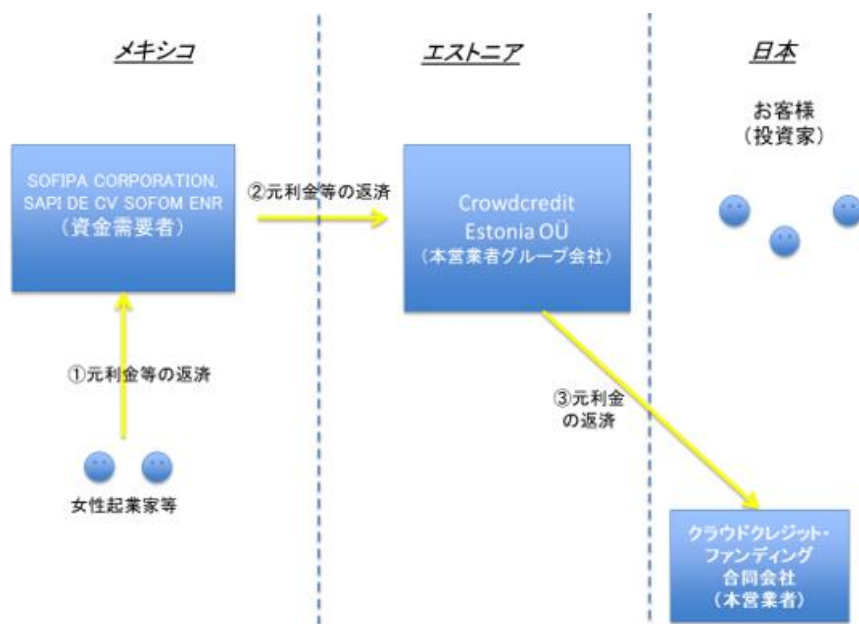 メキシコ
エストニア
日本
お客様
（投資家）
SOFIPA CORPORATION,
SAPI DE CV SOFOM ENR
（資金需要者）
②元利金等の返済
Crowdcredit
Estonia OÜ
（本営業者グループ会社）
①元利金等の返済
③元利金
の返済
女性起業家等
クラウドクレジット・
ファンディング
合同会社
（本営業者）